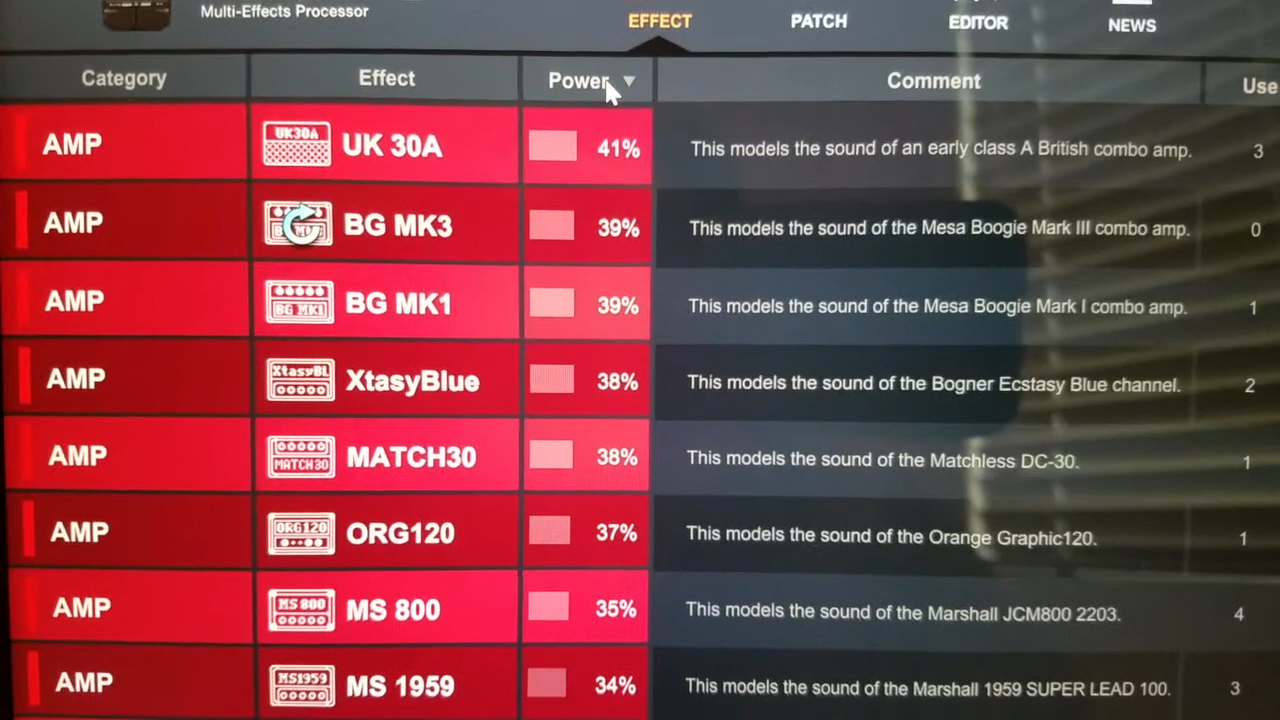 Multi-Effects Processor
EFFECT PATCH EDITOR NEWS
Category Effect Power Comment Use
AMP UK30A UK 30A 41% This models the sound of an early class A British combo amp. 3
AMP BG MK3 39% This models the sound of the Mesa Boogie Mark III combo amp. 0
AMP BG MK1 BG MK1 39% This models the sound of the Mesa Boogie Mark I combo amp. 1
AMP XtasyBL XtasyBlue 38% This models the sound of the Bogner Ecstasy Blue channel. 2
AMP MATCH30 MATCH30 38% This models the sound of the Matchless DC-30. 1
AMP ORG120 ORG120 37% This models the sound of the Orange Graphic120. 1
AMP MS 800 MS 800 35% This models the sound of the Marshall JCM800 2203. 4
AMP MS1959 MS 1959 34% This models the sound of the Marshall 1959 SUPER LEAD 100. 3